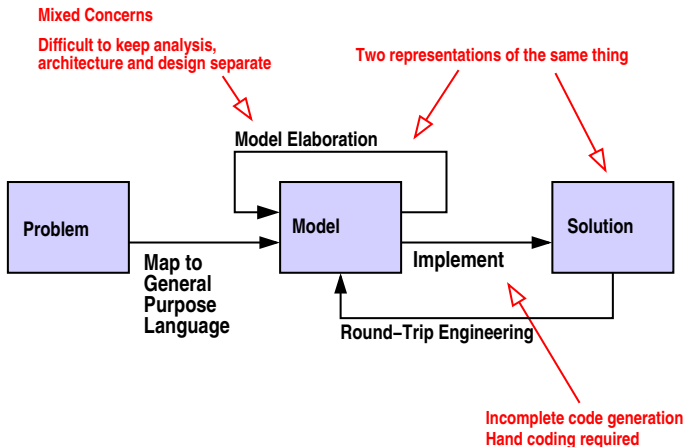 Mixed Concerns
Difficult to keep analysis,
architecture and design separate
Two representations of the same thing
Model Elaboration
Problem
Model
Solution
Map to
General
Purpose
Language
Implement
Round−Trip Engineering
Incomplete code generation
Hand coding required